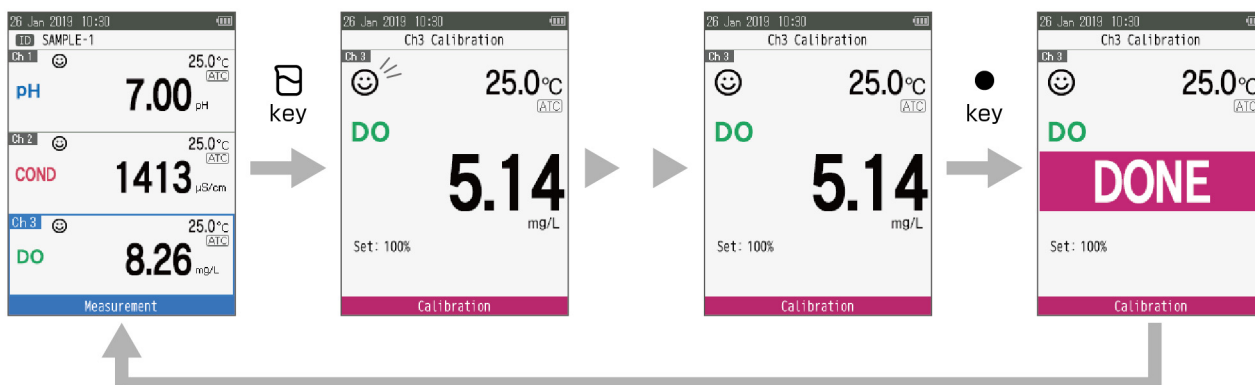 26 Jan 2019 10:30
ID SAMPLE-1
Ch 1 25.0°C
ATC
pH 7.00 pH
Ch 2 25.0°C
ATC
COND 1413 µS/cm
Ch 3 25.0°C
ATC
DO 8.26 mg/L
Measurement
key
26 Jan 2019 10:30
Ch3 Calibration
Ch 3
25.0°C
ATC
DO
5.14
mg/L
Set: 100%
Calibration
26 Jan 2019 10:30
Ch3 Calibration
Ch 3
25.0°C
ATC
DO
5.14
mg/L
Set: 100%
Calibration
key
26 Jan 2019 10:30
Ch3 Calibration
Ch 3
25.0°C
ATC
DO
DONE
Set: 100%
Calibration